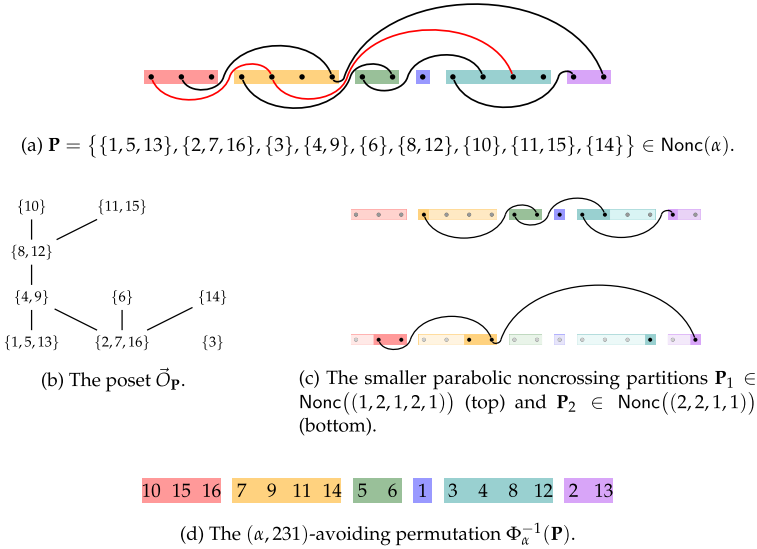 (a) P = {{1, 5, 13}, {2, 7, 16}, {3}, {4, 9}, {6}, {8, 12}, {10}, {11, 15}, {14}} ∈ Nonc(α).
{10} {11, 15}
{8, 12}
{4, 9} {6} {14}
{1, 5, 13} {2, 7, 16} {3}
(b) The poset O⃗_P.
(c) The smaller parabolic noncrossing partitions P₁ ∈
Nonc((1, 2, 1, 2, 1)) (top) and P₂ ∈ Nonc((2, 2, 1, 1))
(bottom).
10 15 16 7 9 11 14 5 6 1 3 4 8 12 2 13
(d) The (α, 231)-avoiding permutation Φ_α^{-1}(P).